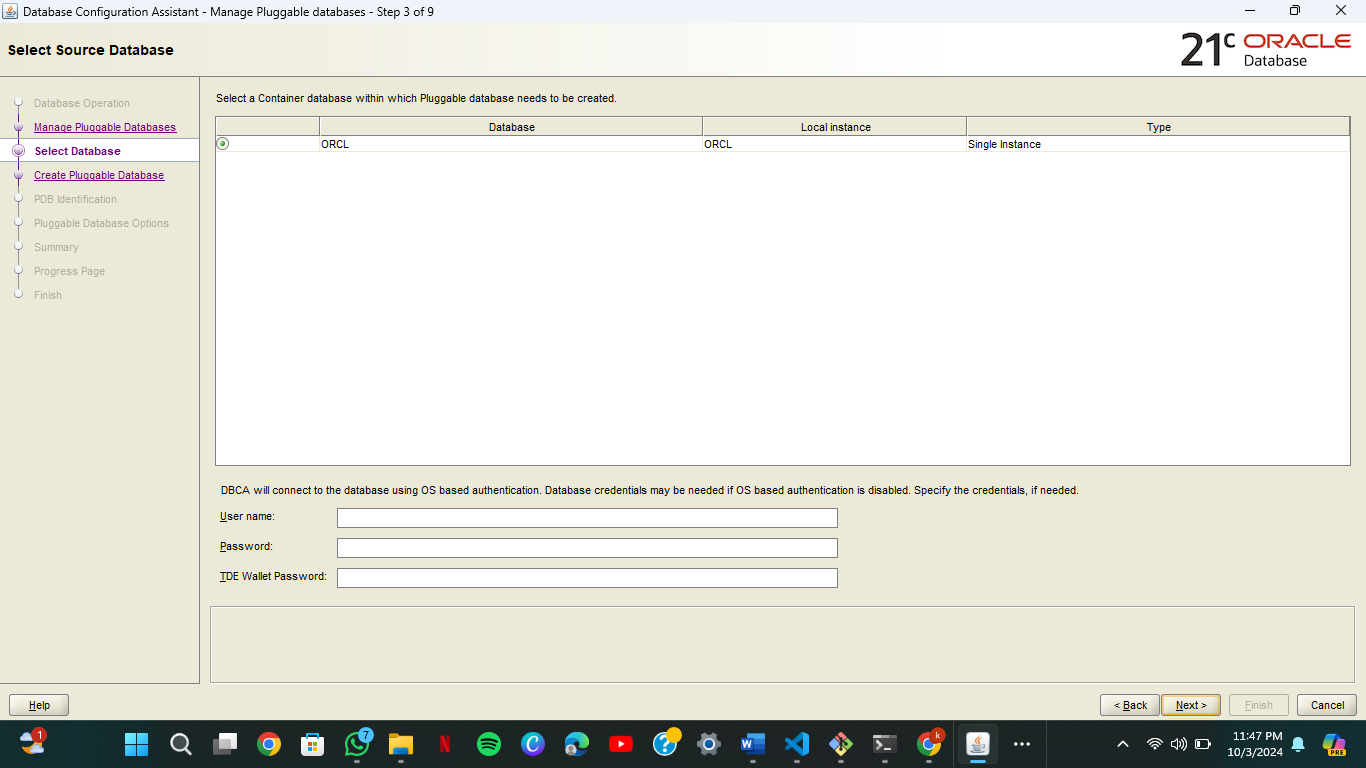 Database Configuration Assistant - Manage Pluggable databases - Step 3 of 9
Select Source Database
21c ORACLE
Database
Database Operation
Manage Pluggable Databases
Select Database
Create Pluggable Database
PDB Identification
Pluggable Database Options
Summary
Progress Page
Finish
Select a Container database within which Pluggable database needs to be created.
Database Local instance Type
ORCL ORCL Single Instance
DBCA will connect to the database using OS based authentication. Database credentials may be needed if OS based authentication is disabled. Specify the credentials, if needed.
User name:
Password:
TDE Wallet Password:
Help
< Back Next > Finish Cancel
1
7
k
11:47 PM
10/3/2024
PRE